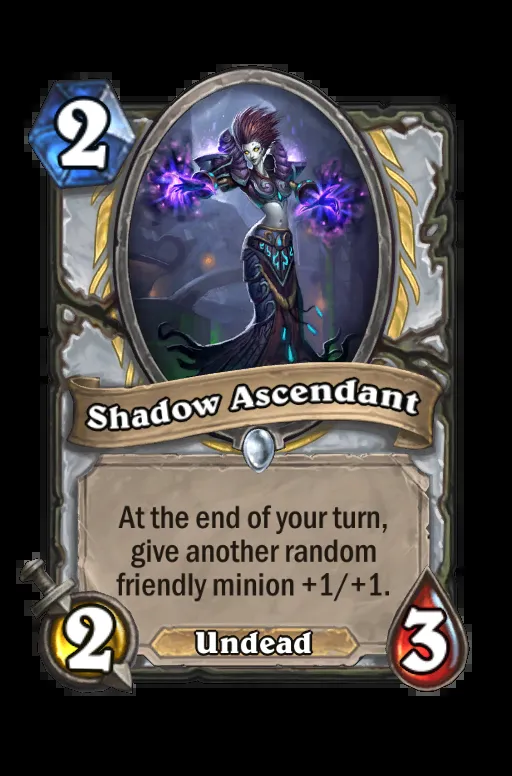 2
Shadow Ascendant
At the end of your turn,
give another random
friendly minion +1/+1.
2
Undead
3